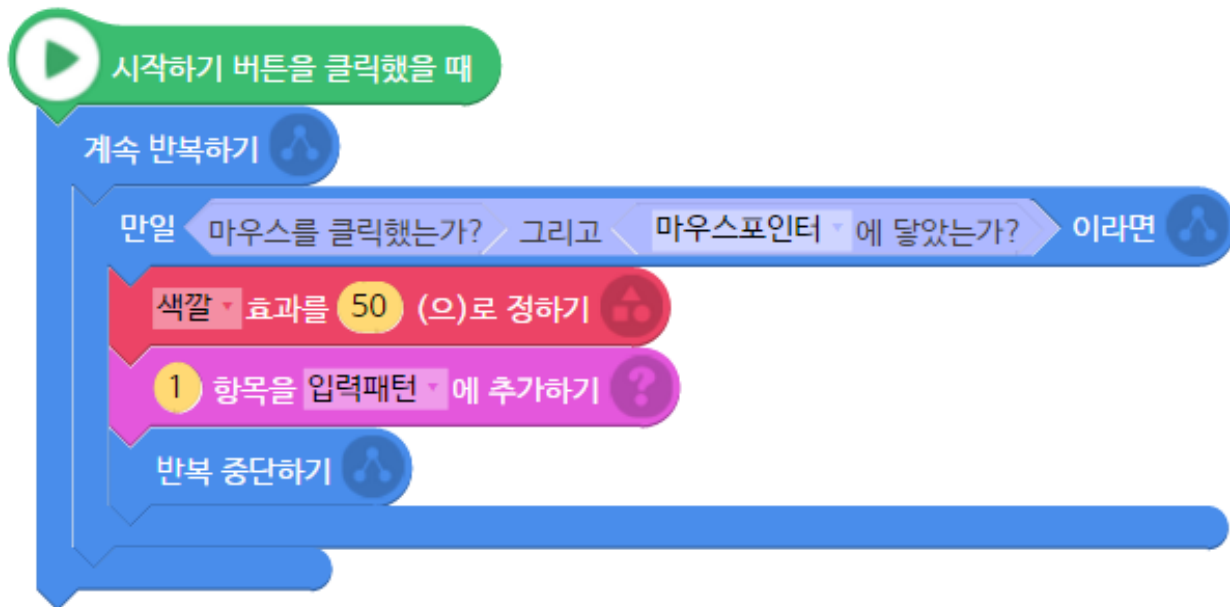 시작하기 버튼을 클릭했을 때
계속 반복하기
만일 마우스를 클릭했는가? 그리고 마우스포인터 에 닿았는가? 이라면
색깔 효과를 50 (으)로 정하기
1 항목을 입력패턴 에 추가하기 ?
반복 중단하기